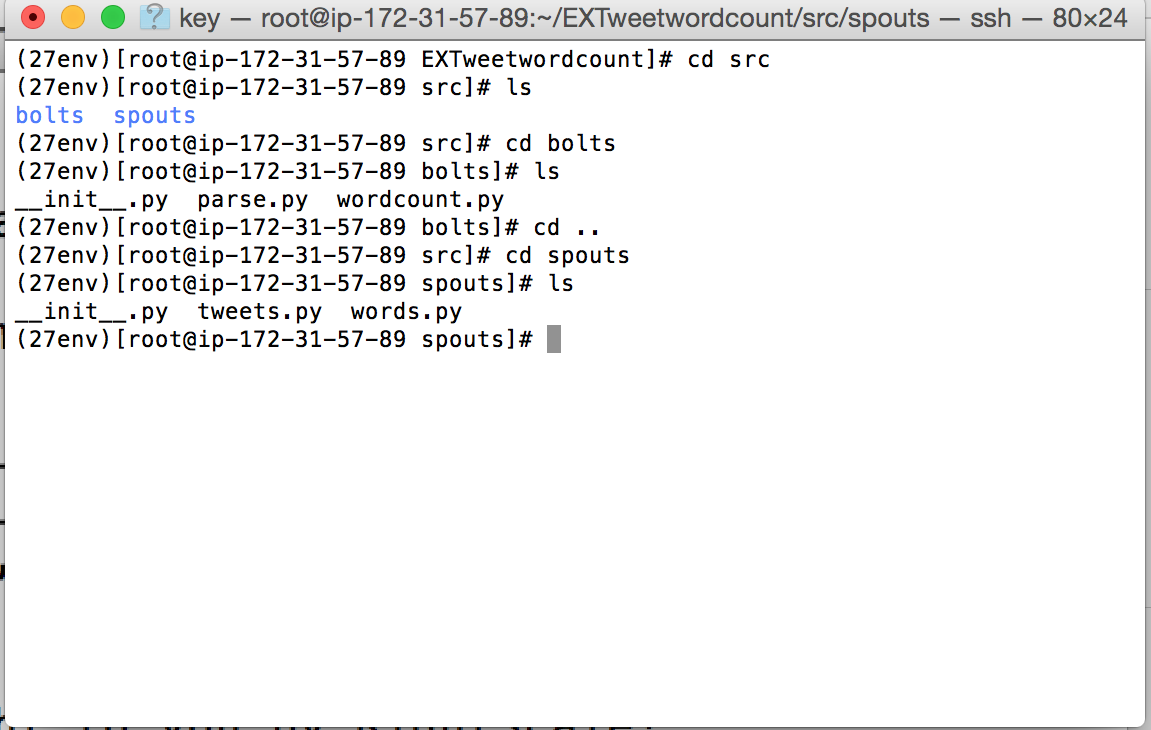 key — root@ip-172-31-57-89:~/EXTweetwordcount/src/spouts — ssh — 80×24
(27env)[root@ip-172-31-57-89 EXTweetwordcount]# cd src
(27env)[root@ip-172-31-57-89 src]# ls
bolts  spouts
(27env)[root@ip-172-31-57-89 src]# cd bolts
(27env)[root@ip-172-31-57-89 bolts]# ls
__init__.py  parse.py  wordcount.py
(27env)[root@ip-172-31-57-89 bolts]# cd ..
(27env)[root@ip-172-31-57-89 src]# cd spouts
(27env)[root@ip-172-31-57-89 spouts]# ls
__init__.py  tweets.py  words.py
(27env)[root@ip-172-31-57-89 spouts]#